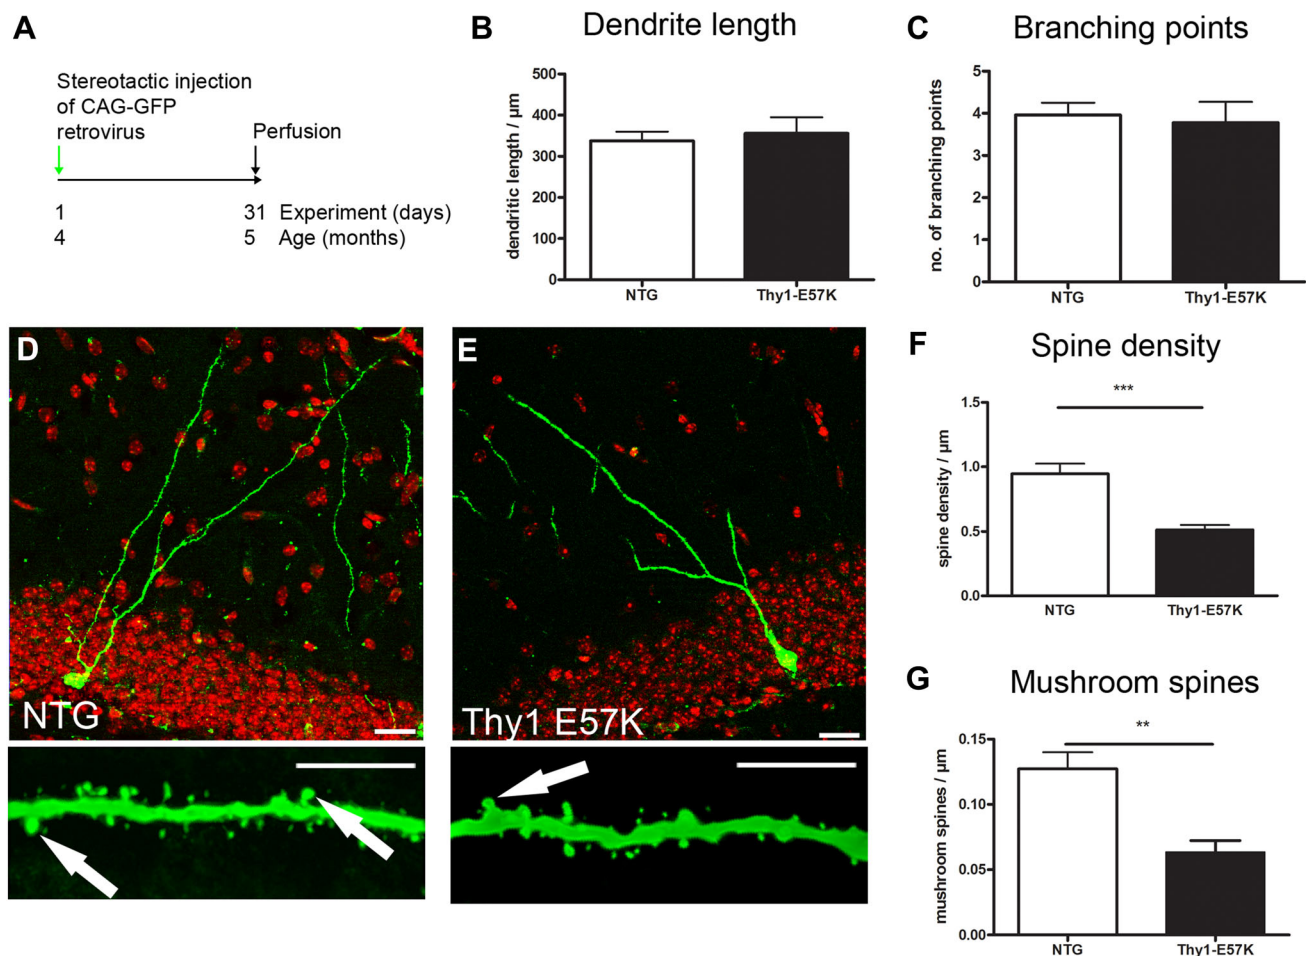 A
Stereotactic injection
of CAG-GFP
retrovirus
Perfusion
1 31 Experiment (days)
4 5 Age (months)
B
Dendrite length
dendritic length / µm
500
400
300
200
100
0
NTG Thy1-E57K
C
Branching points
no. of branching points
5
4
3
2
1
0
NTG Thy1-E57K
D
NTG
E
Thy1 E57K
F
Spine density
***
spine density / µm
1.5
1.0
0.5
0.0
NTG Thy1-E57K
G
Mushroom spines
**
mushroom spines / µm
0.15
0.10
0.05
0.00
NTG Thy1-E57K